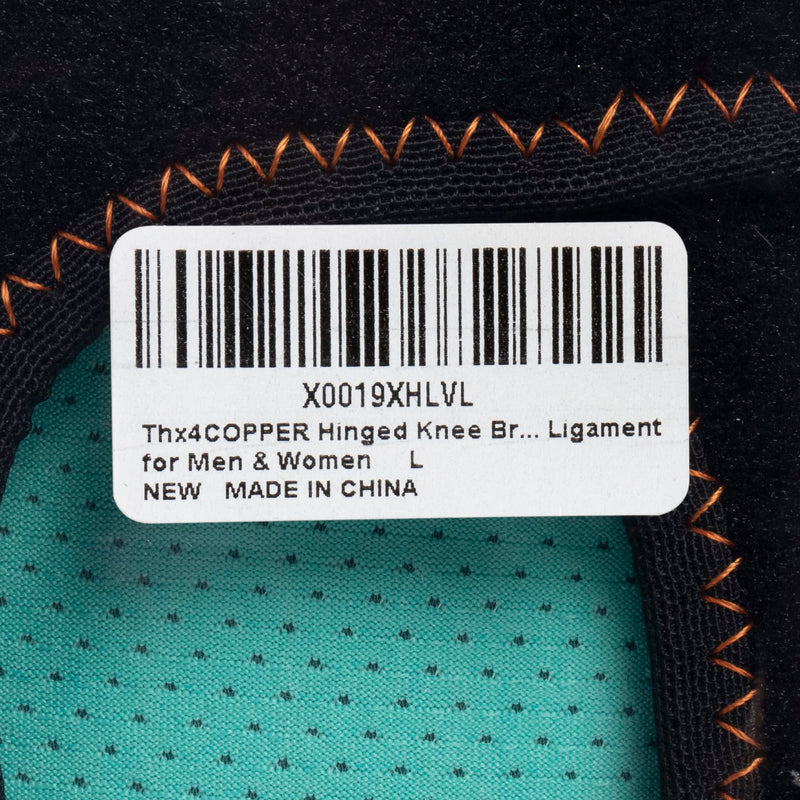 X0019XHLVL
Thx4COPPER Hinged Knee Br... Ligament
for Men & Women L
NEW MADE IN CHINA